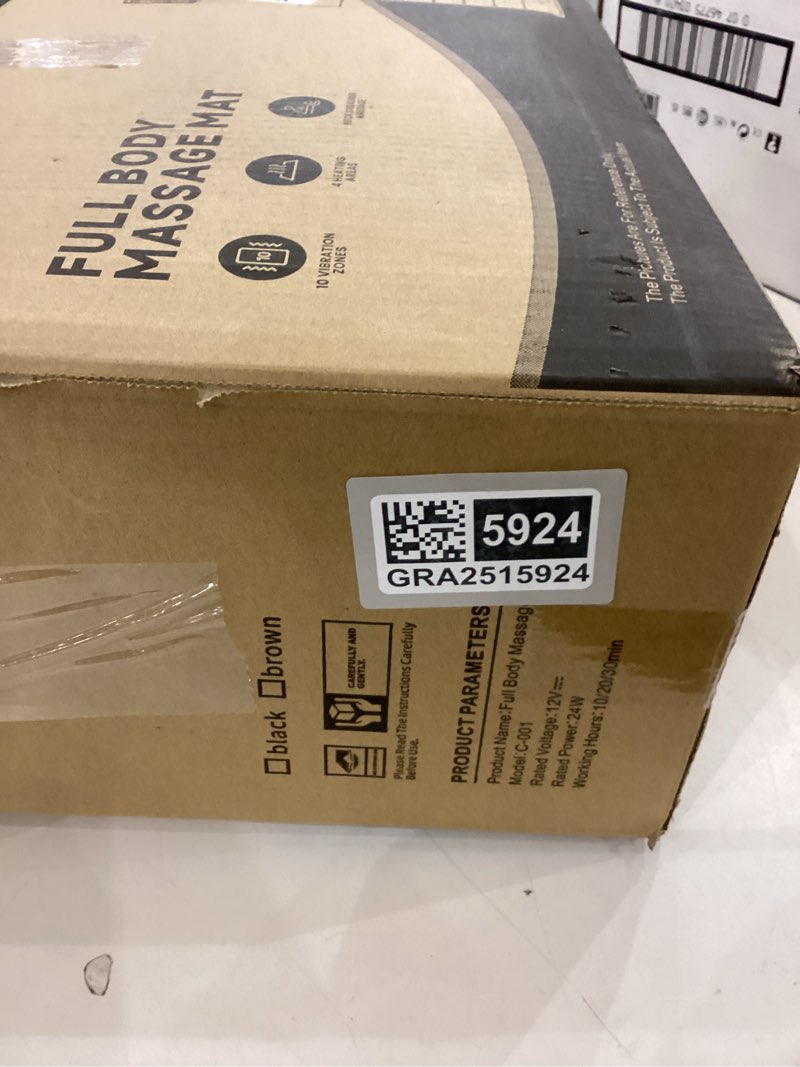 FULL BODY
MASSAGE MAT
10
10 VIBRATION
ZONES
4 HEATING
AREAS
The Pictures Are For Reference Only,
The Product Is Subject To The Actual Item.
5924
GRA2515924
black brown
CAREFULLY AND
GENTLY.
Please Read The Instructions Carefully
Before Use.
PRODUCT PARAMETERS
Product Name:Full Body Massag
Model:C-001
Rated Voltage:12V
Rated Power:24W
Working Hours:10/20/30min